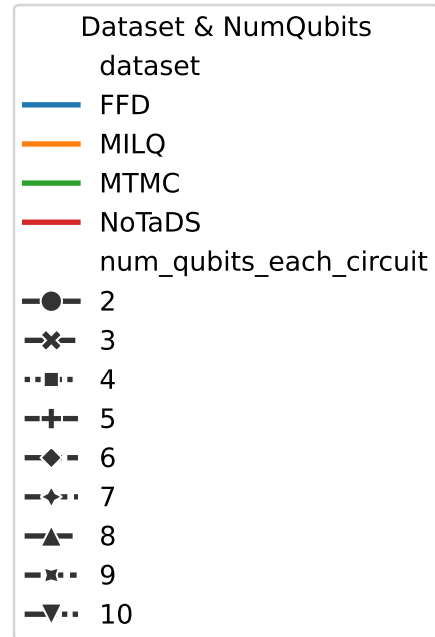 Dataset & NumQubits
dataset
FFD
MILQ
MTMC
NoTaDS
num_qubits_each_circuit
2
3
4
5
6
7
8
9
10